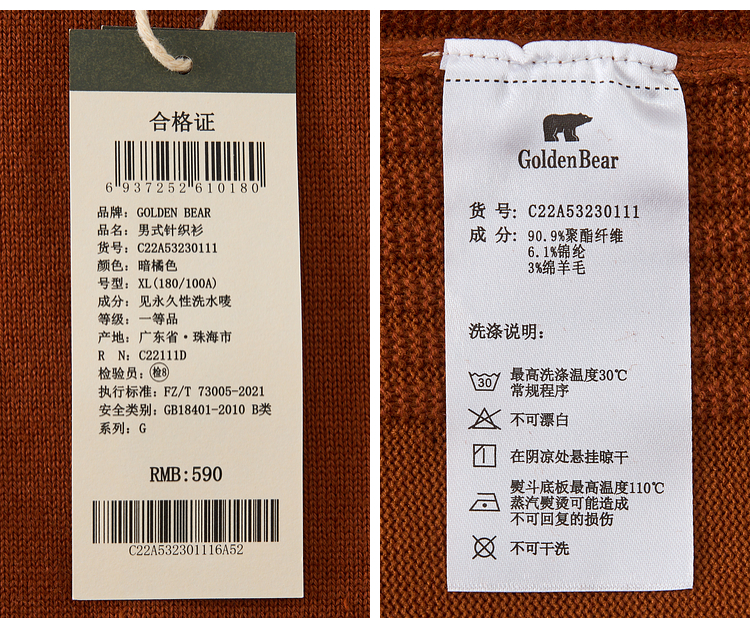 合格证
6 937252 610180
品牌: GOLDEN BEAR
品名: 男式针织衫
货号: C22A53230111
颜色: 暗橘色
号型: XL(180/100A)
成分: 见永久性洗水唛
等级: 一等品
产地: 广东省·珠海市
R N: C22111D
检验员: 检8
执行标准: FZ/T 73005-2021
安全类别: GB18401-2010 B类
系列: G
RMB:590
C22A532301116A52
Golden Bear
货 号: C22A53230111
成 分: 90.9%聚酯纤维
6.1%锦纶
3%绵羊毛
洗涤说明:
30
最高洗涤温度30℃
常规程序
不可漂白
在阴凉处悬挂晾干
熨斗底板最高温度110℃
蒸汽熨烫可能造成
不可回复的损伤
不可干洗